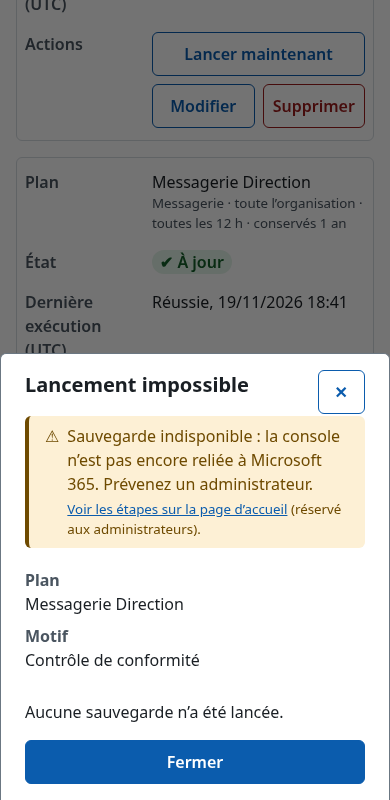 (UTC)
Actions
Lancer maintenant
Modifier
Supprimer
Plan
Messagerie Direction
Messagerie · toute l’organisation ·
toutes les 12 h · conservés 1 an
État
✔ À jour
Dernière
exécution
(UTC)
Réussie, 19/11/2026 18:41
Lancement impossible
×
⚠ Sauvegarde indisponible : la console
n’est pas encore reliée à Microsoft
365. Prévenez un administrateur.
Voir les étapes sur la page d’accueil (réservé
aux administrateurs).
Plan
Messagerie Direction
Motif
Contrôle de conformité
Aucune sauvegarde n’a été lancée.
Fermer